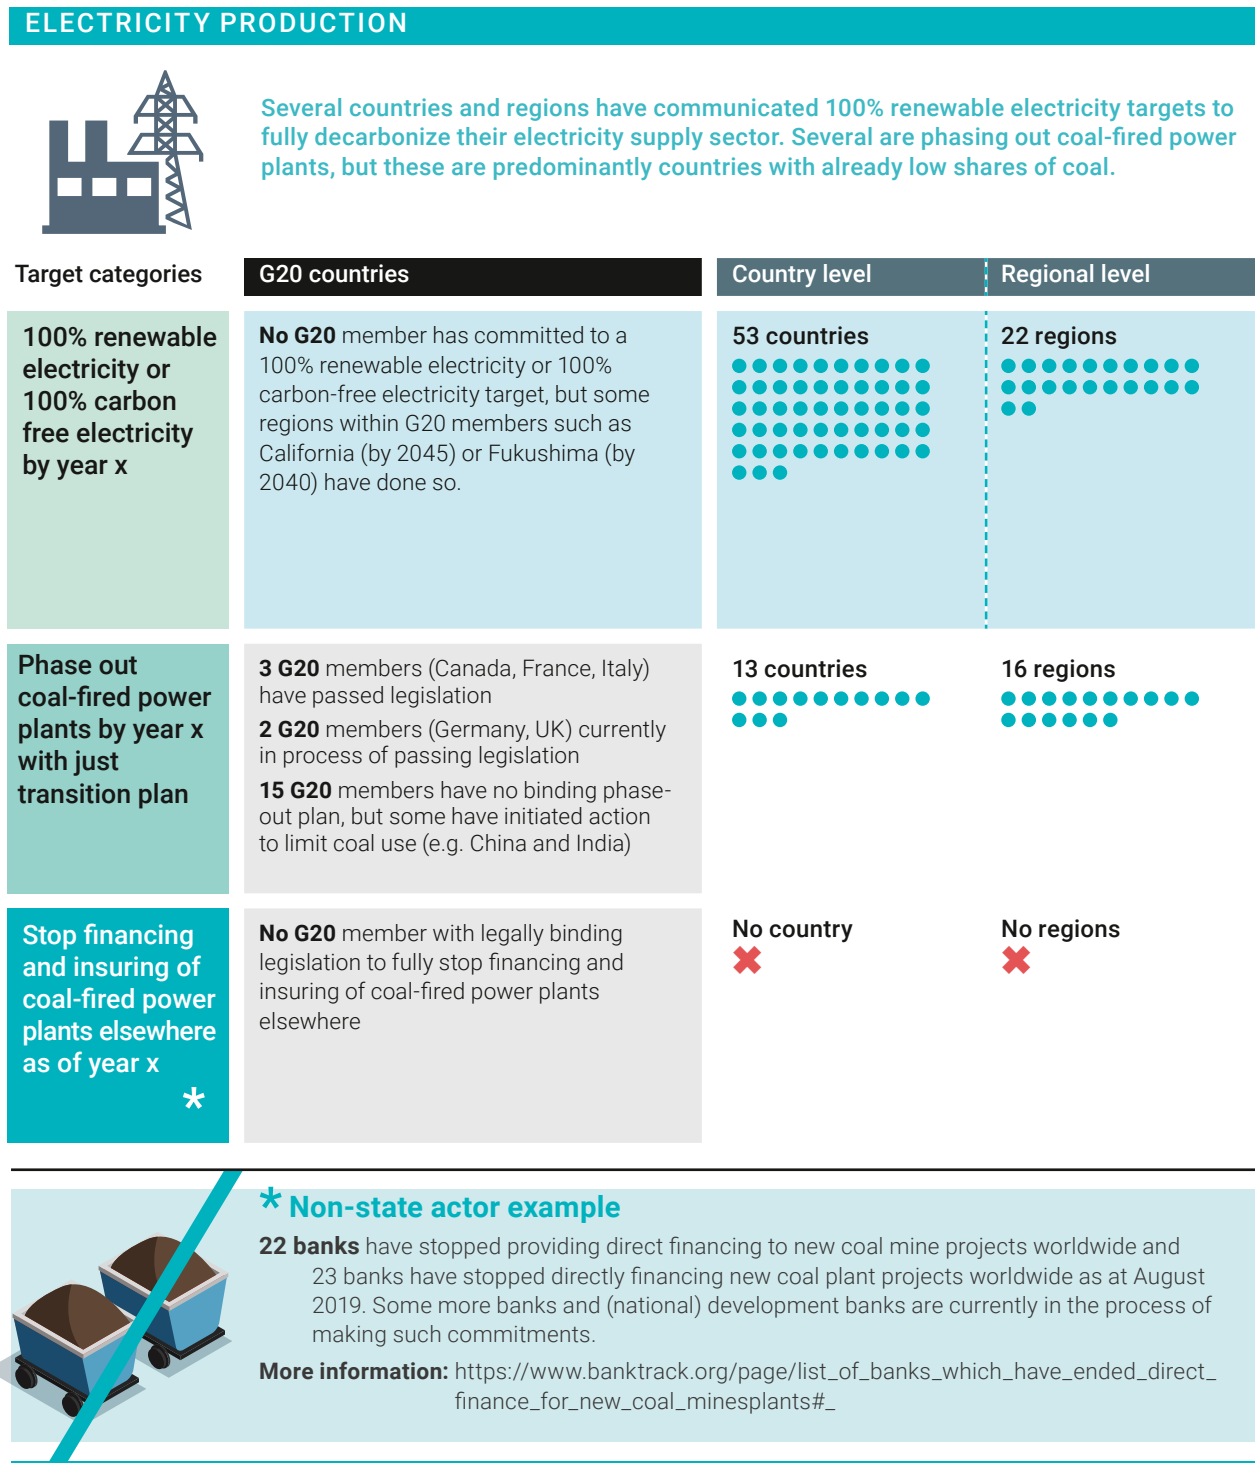 ELECTRICITY PRODUCTION
Several countries and regions have communicated 100% renewable electricity targets to
fully decarbonize their electricity supply sector. Several are phasing out coal-fired power
plants, but these are predominantly countries with already low shares of coal.
Target categories
G20 countries
Country level
Regional level
100% renewable
electricity or
100% carbon
free electricity
by year x
No G20 member has committed to a
100% renewable electricity or 100%
carbon-free electricity target, but some
regions within G20 members such as
California (by 2045) or Fukushima (by
2040) have done so.
53 countries
22 regions
Phase out
coal-fired power
plants by year x
with just
transition plan
3 G20 members (Canada, France, Italy)
have passed legislation
2 G20 members (Germany, UK) currently
in process of passing legislation
15 G20 members have no binding phase-
out plan, but some have initiated action
to limit coal use (e.g. China and India)
13 countries
16 regions
Stop financing
and insuring of
coal-fired power
plants elsewhere
as of year x
*
No G20 member with legally binding
legislation to fully stop financing and
insuring of coal-fired power plants
elsewhere
No country
No regions
* Non-state actor example
22 banks have stopped providing direct financing to new coal mine projects worldwide and
23 banks have stopped directly financing new coal plant projects worldwide as at August
2019. Some more banks and (national) development banks are currently in the process of
making such commitments.
More information: https://www.banktrack.org/page/list_of_banks_which_have_ended_direct_
finance_for_new_coal_minesplants#_